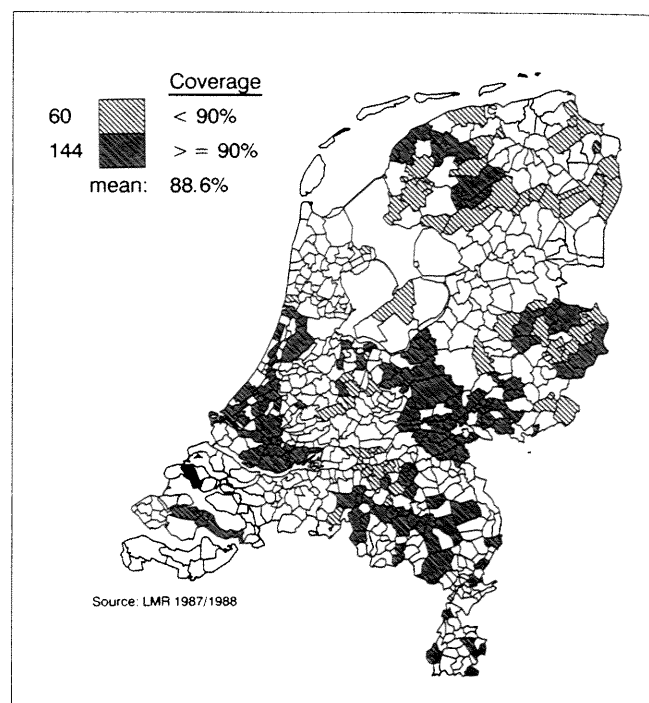 Coverage
60 < 90%
144 > = 90%
mean: 88.6%
Source: LMR 1987/1988